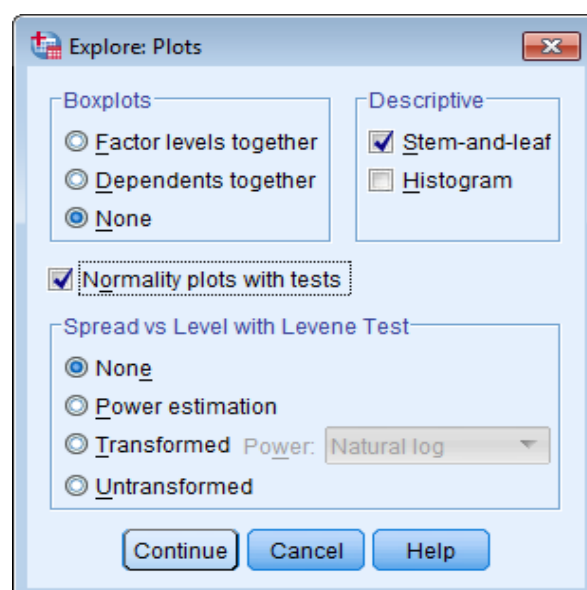 Explore: Plots
Boxplots
Factor levels together
Dependents together
None
Descriptive
Stem-and-leaf
Histogram
Normality plots with tests
Spread vs Level with Levene Test
None
Power estimation
Transformed Power: Natural log
Untransformed
Continue Cancel Help